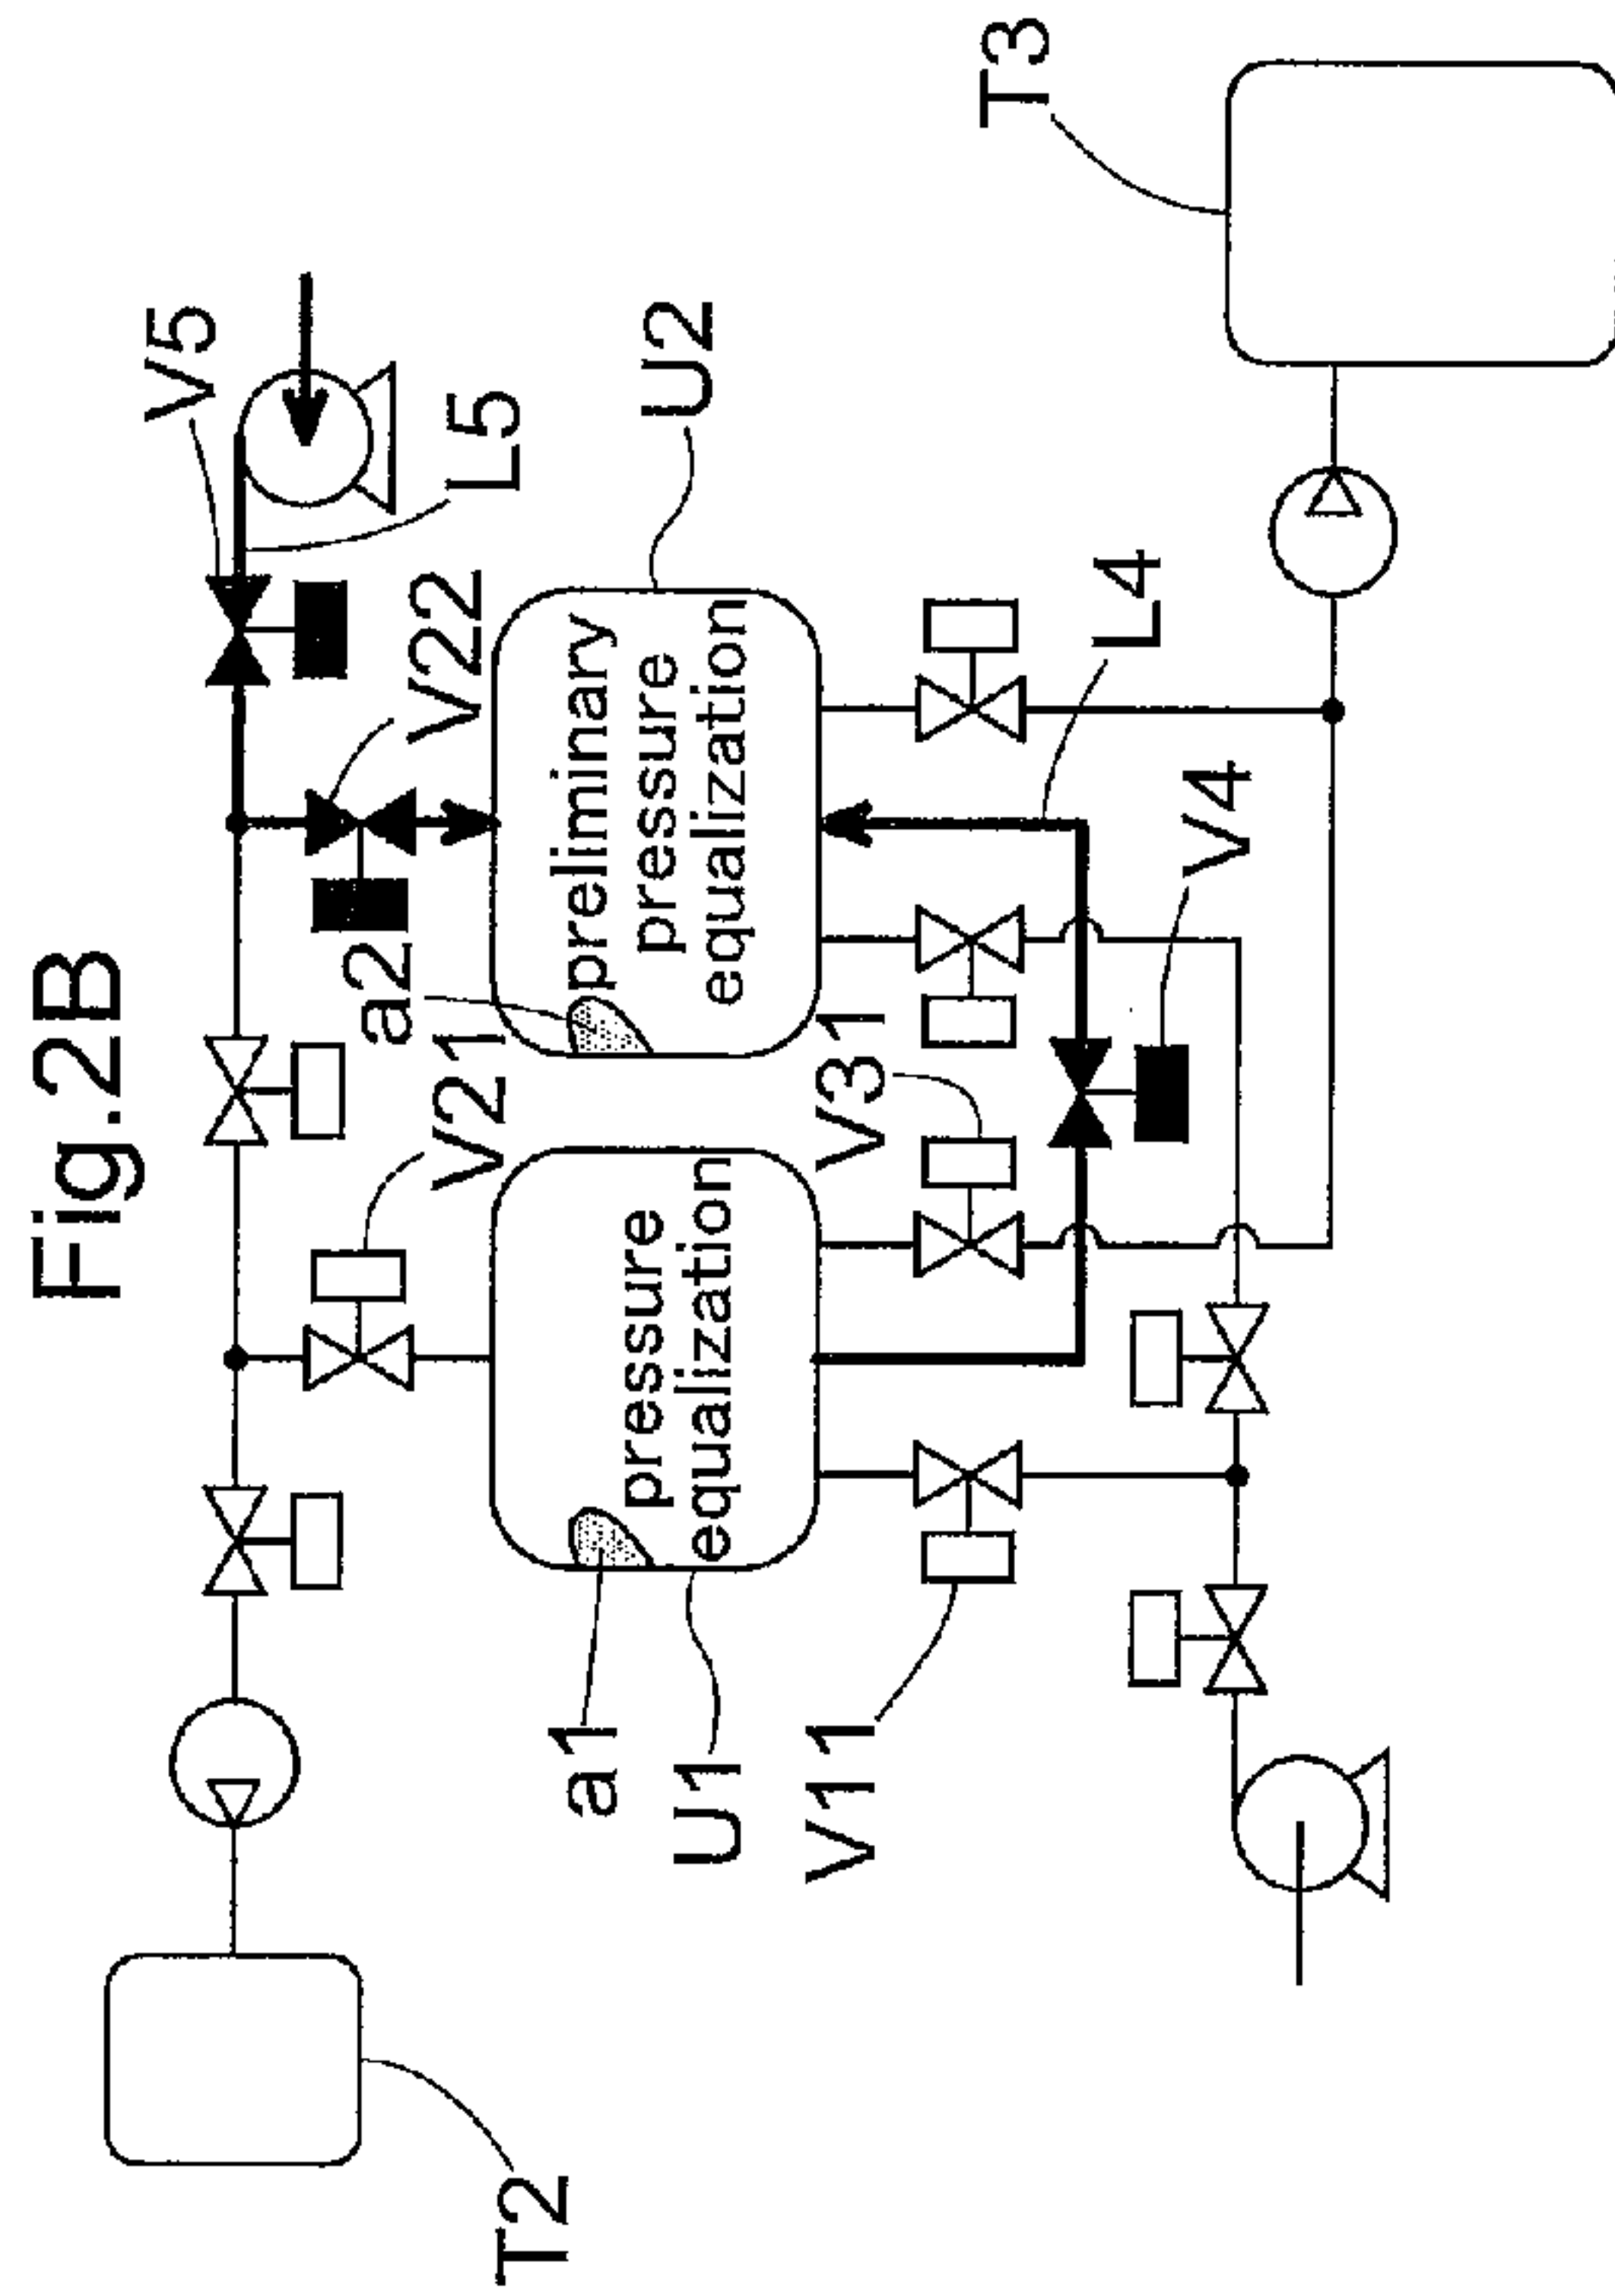 Fig.2B
V5
L5
T3
V22
U2
a2
V21
preliminary
pressure
equalization
pressure
equalization
L4
V4
V31
a1
U1
V11
T2